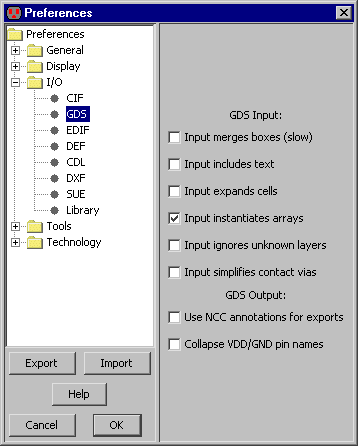 Preferences
Preferences
General
Display
I/O
CIF
GDS
EDIF
DEF
CDL
DXF
SUE
Library
Tools
Technology
Export
Import
Help
Cancel
OK
GDS Input:
Input merges boxes (slow)
Input includes text
Input expands cells
Input instantiates arrays
Input ignores unknown layers
Input simplifies contact vias
GDS Output:
Use NCC annotations for exports
Collapse VDD/GND pin names